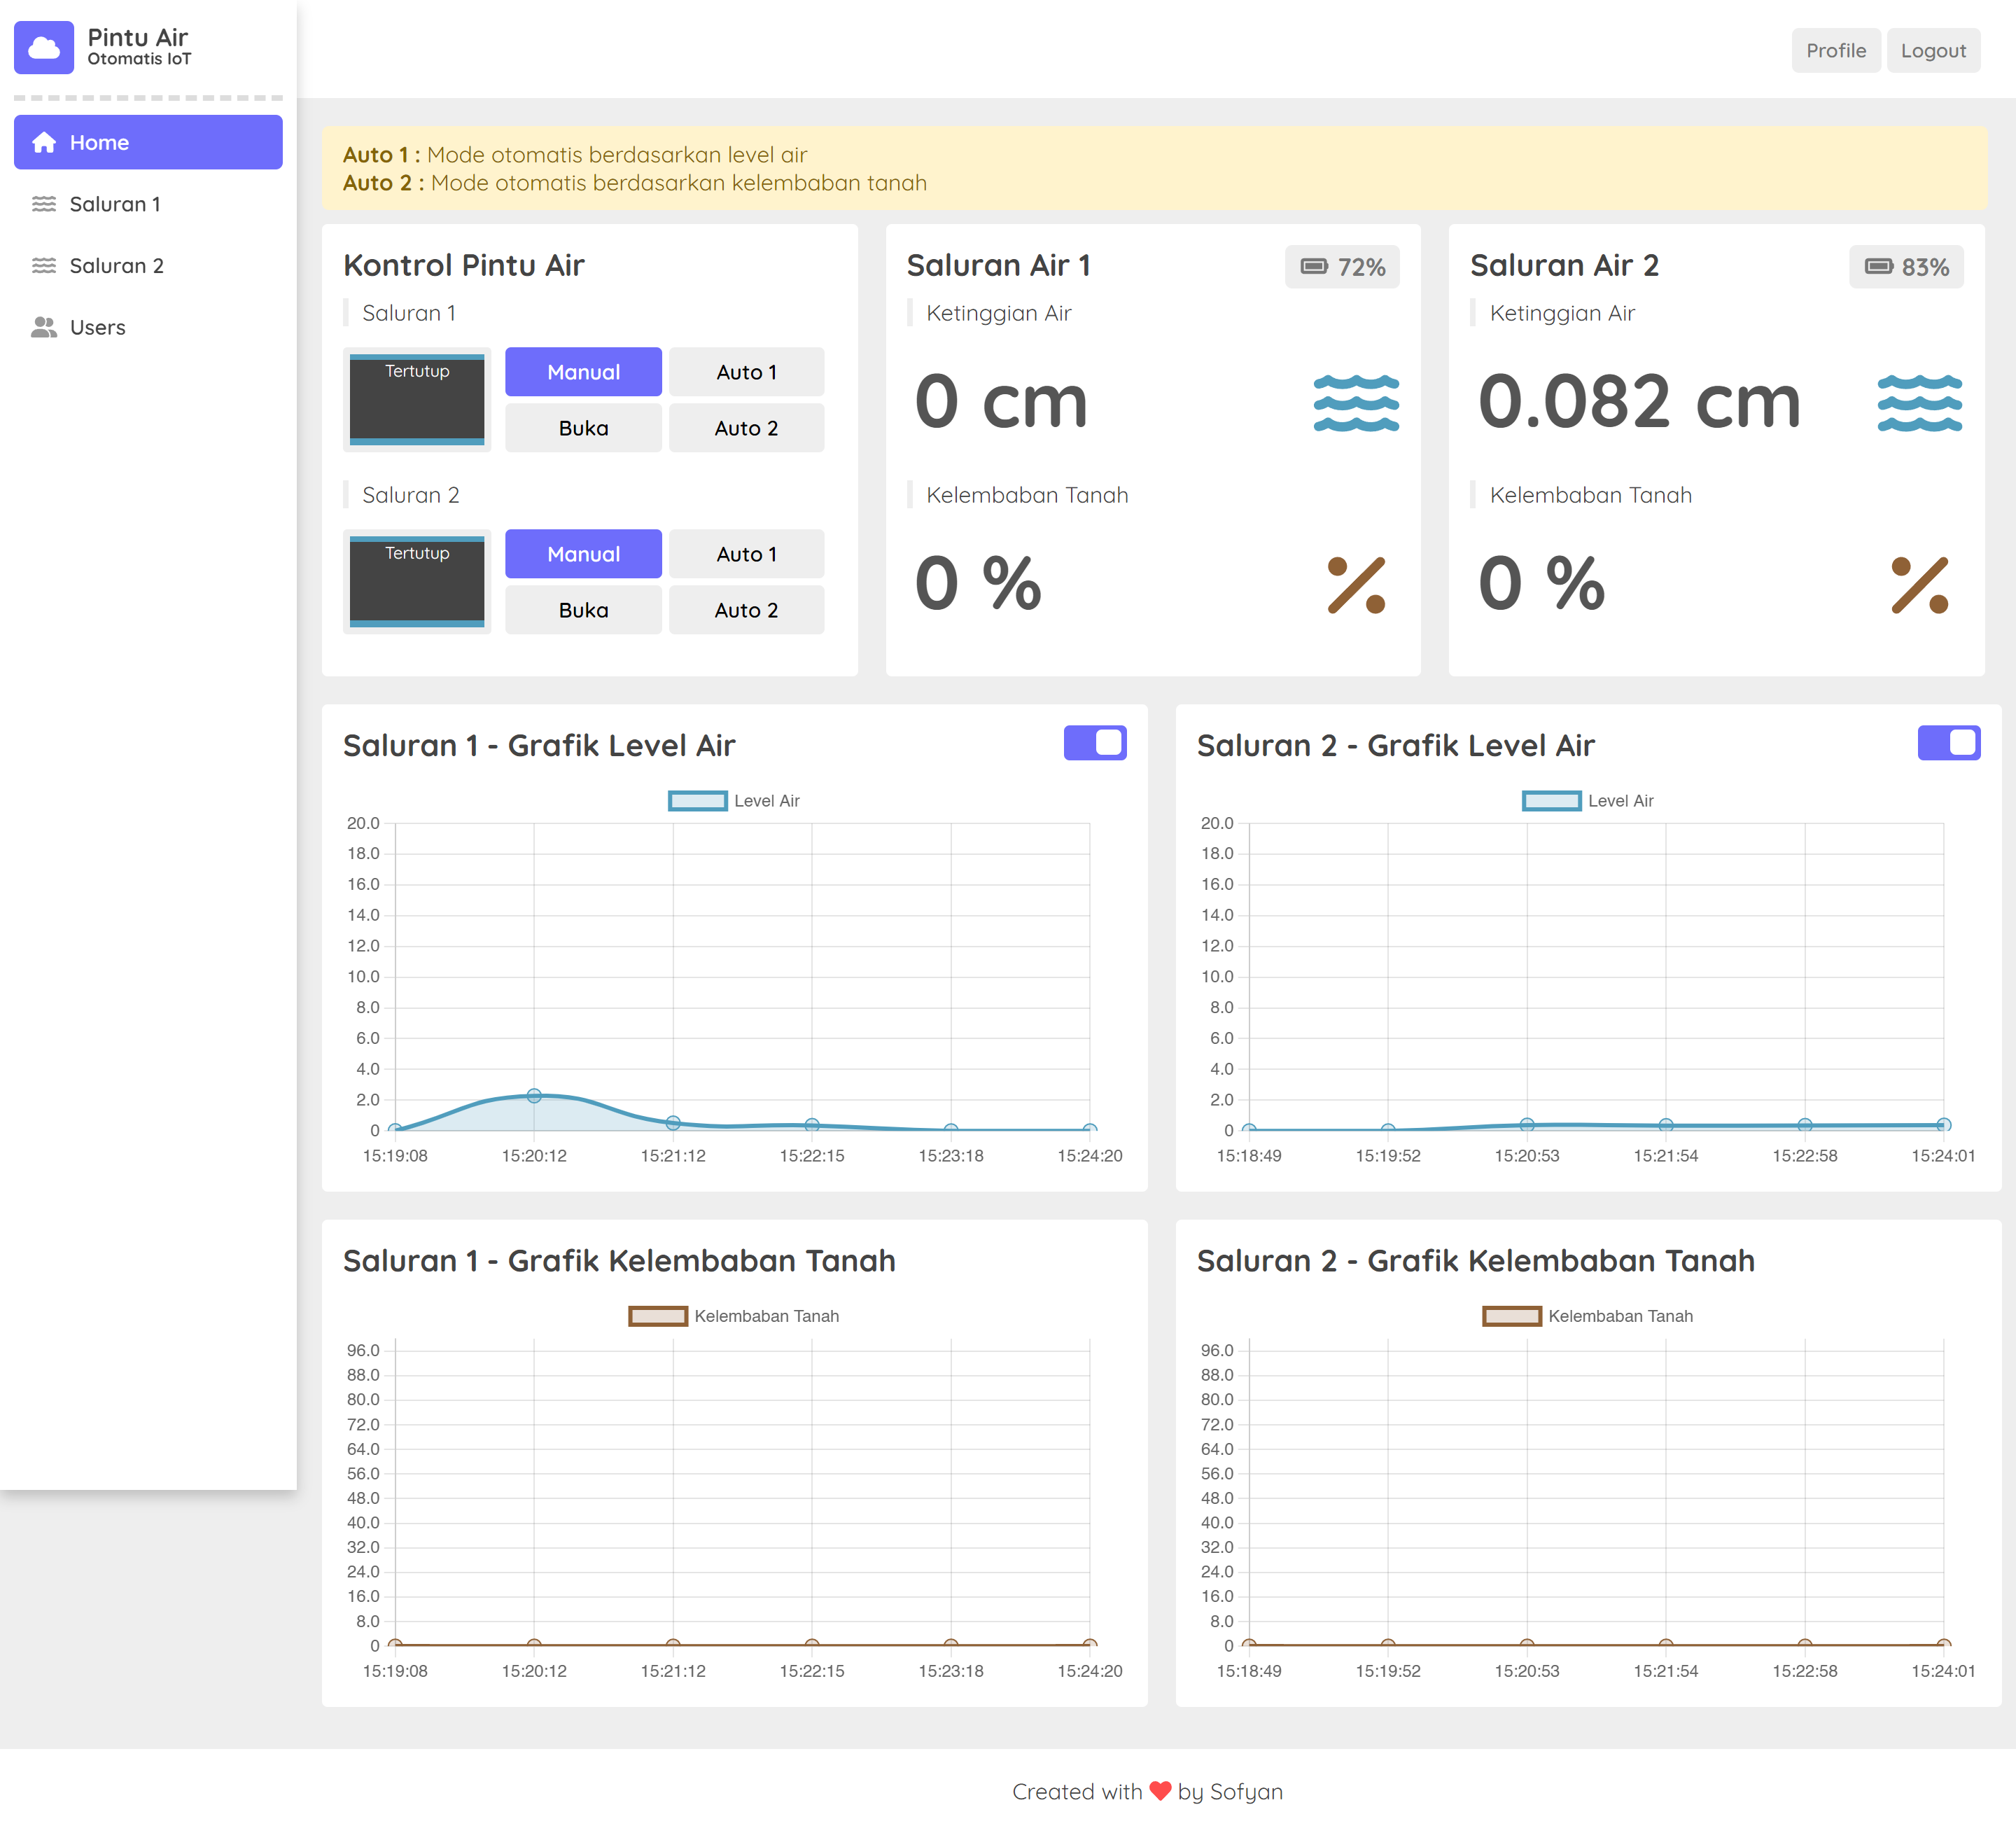 Pintu Air
Otomatis IoT
Profile
Logout
Home
Saluran 1
Saluran 2
Users
Auto 1 : Mode otomatis berdasarkan level air
Auto 2 : Mode otomatis berdasarkan kelembaban tanah
Kontrol Pintu Air
Saluran 1
Tertutup
Manual
Auto 1
Buka
Auto 2
Saluran 2
Tertutup
Manual
Auto 1
Buka
Auto 2
Saluran Air 1
72%
Ketinggian Air
0 cm
Kelembaban Tanah
0 %
Saluran Air 2
83%
Ketinggian Air
0.082 cm
Kelembaban Tanah
0 %
Saluran 1 - Grafik Level Air
Level Air
20.0
18.0
16.0
14.0
12.0
10.0
8.0
6.0
4.0
2.0
0
15:19:08 15:20:12 15:21:12 15:22:15 15:23:18 15:24:20
Saluran 2 - Grafik Level Air
Level Air
20.0
18.0
16.0
14.0
12.0
10.0
8.0
6.0
4.0
2.0
0
15:18:49 15:19:52 15:20:53 15:21:54 15:22:58 15:24:01
Saluran 1 - Grafik Kelembaban Tanah
Kelembaban Tanah
96.0
88.0
80.0
72.0
64.0
56.0
48.0
40.0
32.0
24.0
16.0
8.0
0
15:19:08 15:20:12 15:21:12 15:22:15 15:23:18 15:24:20
Saluran 2 - Grafik Kelembaban Tanah
Kelembaban Tanah
96.0
88.0
80.0
72.0
64.0
56.0
48.0
40.0
32.0
24.0
16.0
8.0
0
15:18:49 15:19:52 15:20:53 15:21:54 15:22:58 15:24:01
Created with ❤ by Sofyan